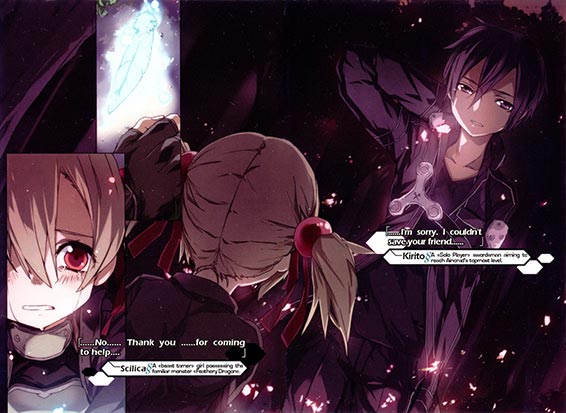 [......I'm sorry. I couldn't
save your friend...... ]
Kirito§A «Solo Player» swordsman aiming to
reach Aincrad's topmost level.
[......No...... Thank you ......for coming
to help.... ]
Scilica§A «beast tamer» girl possessing the
familiar monster «Feathery Dragon».